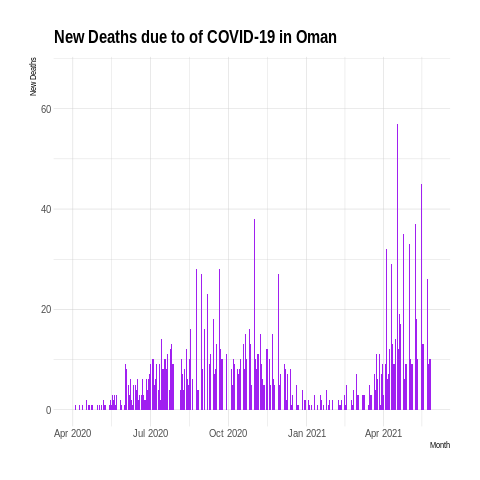 New Deaths due to of COVID-19 in Oman
New Deaths
60
40
20
0
Apr 2020 Jul 2020 Oct 2020 Jan 2021 Apr 2021
Month